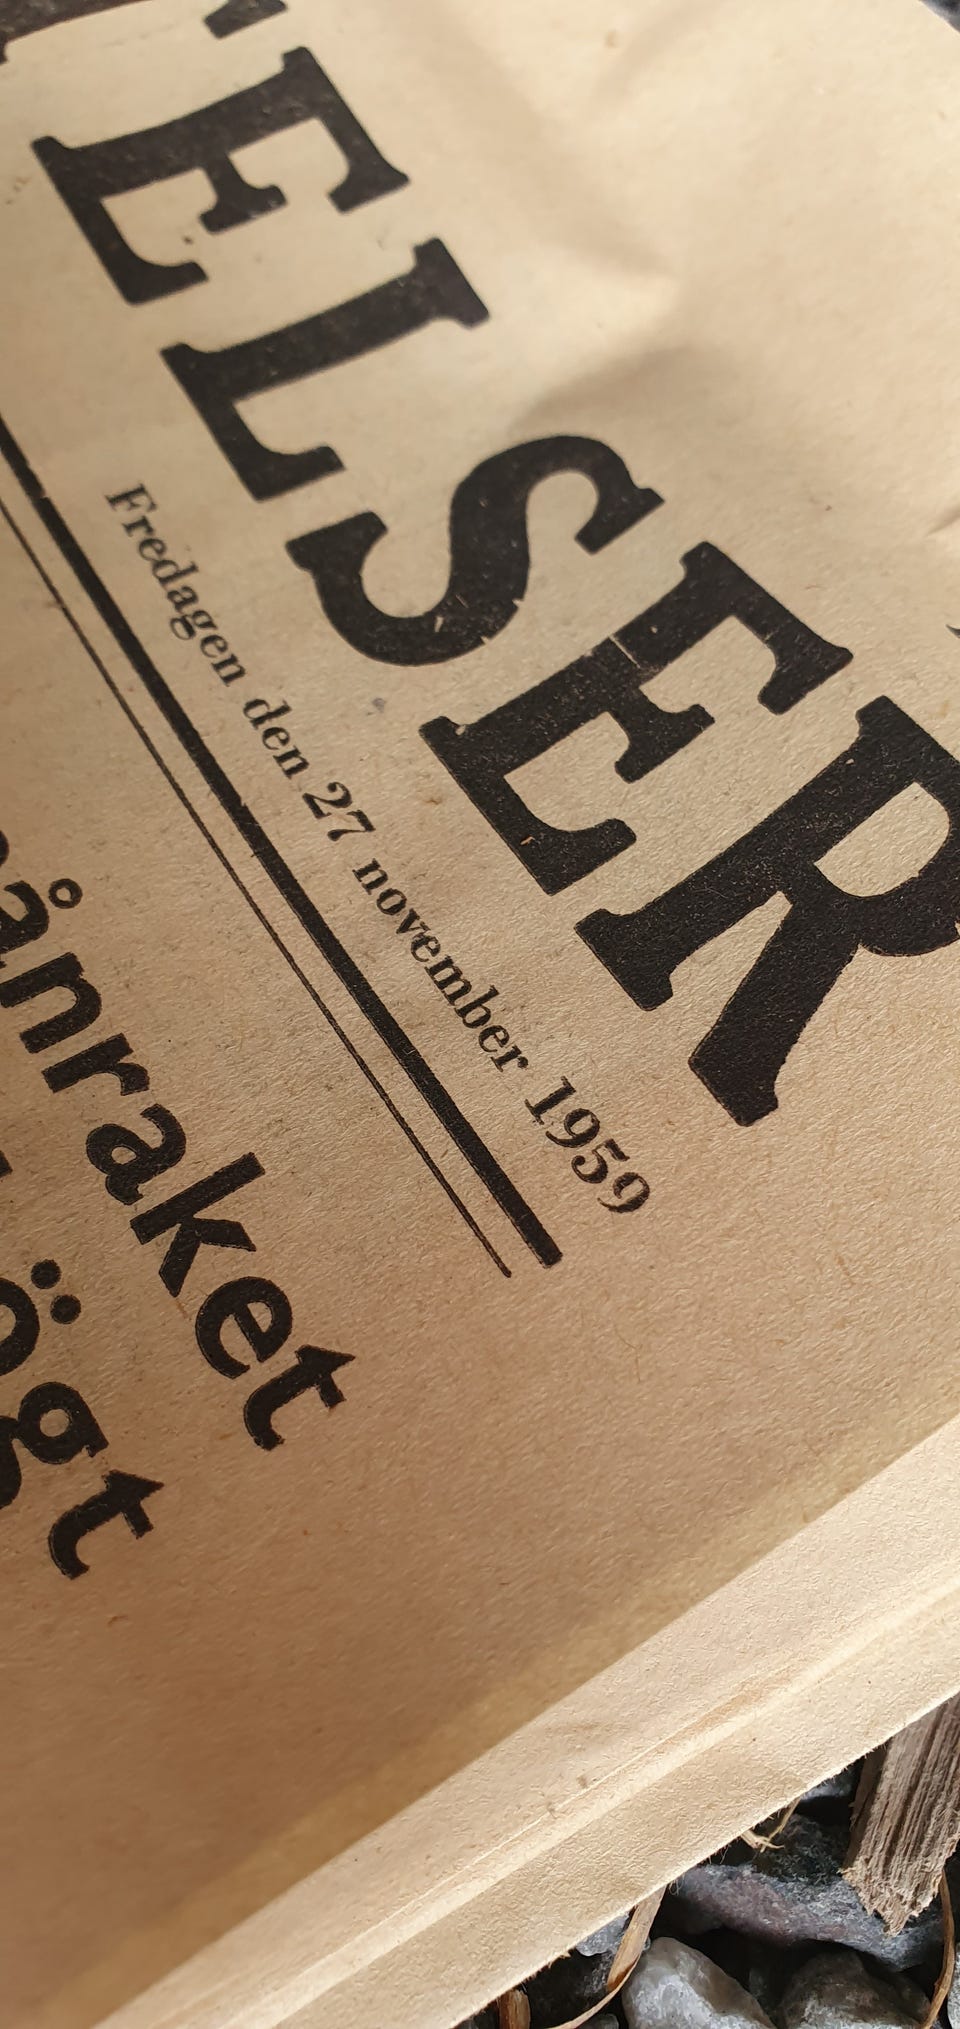 ELSER
Fredagen den 27 november 1959
ånraket
ögt